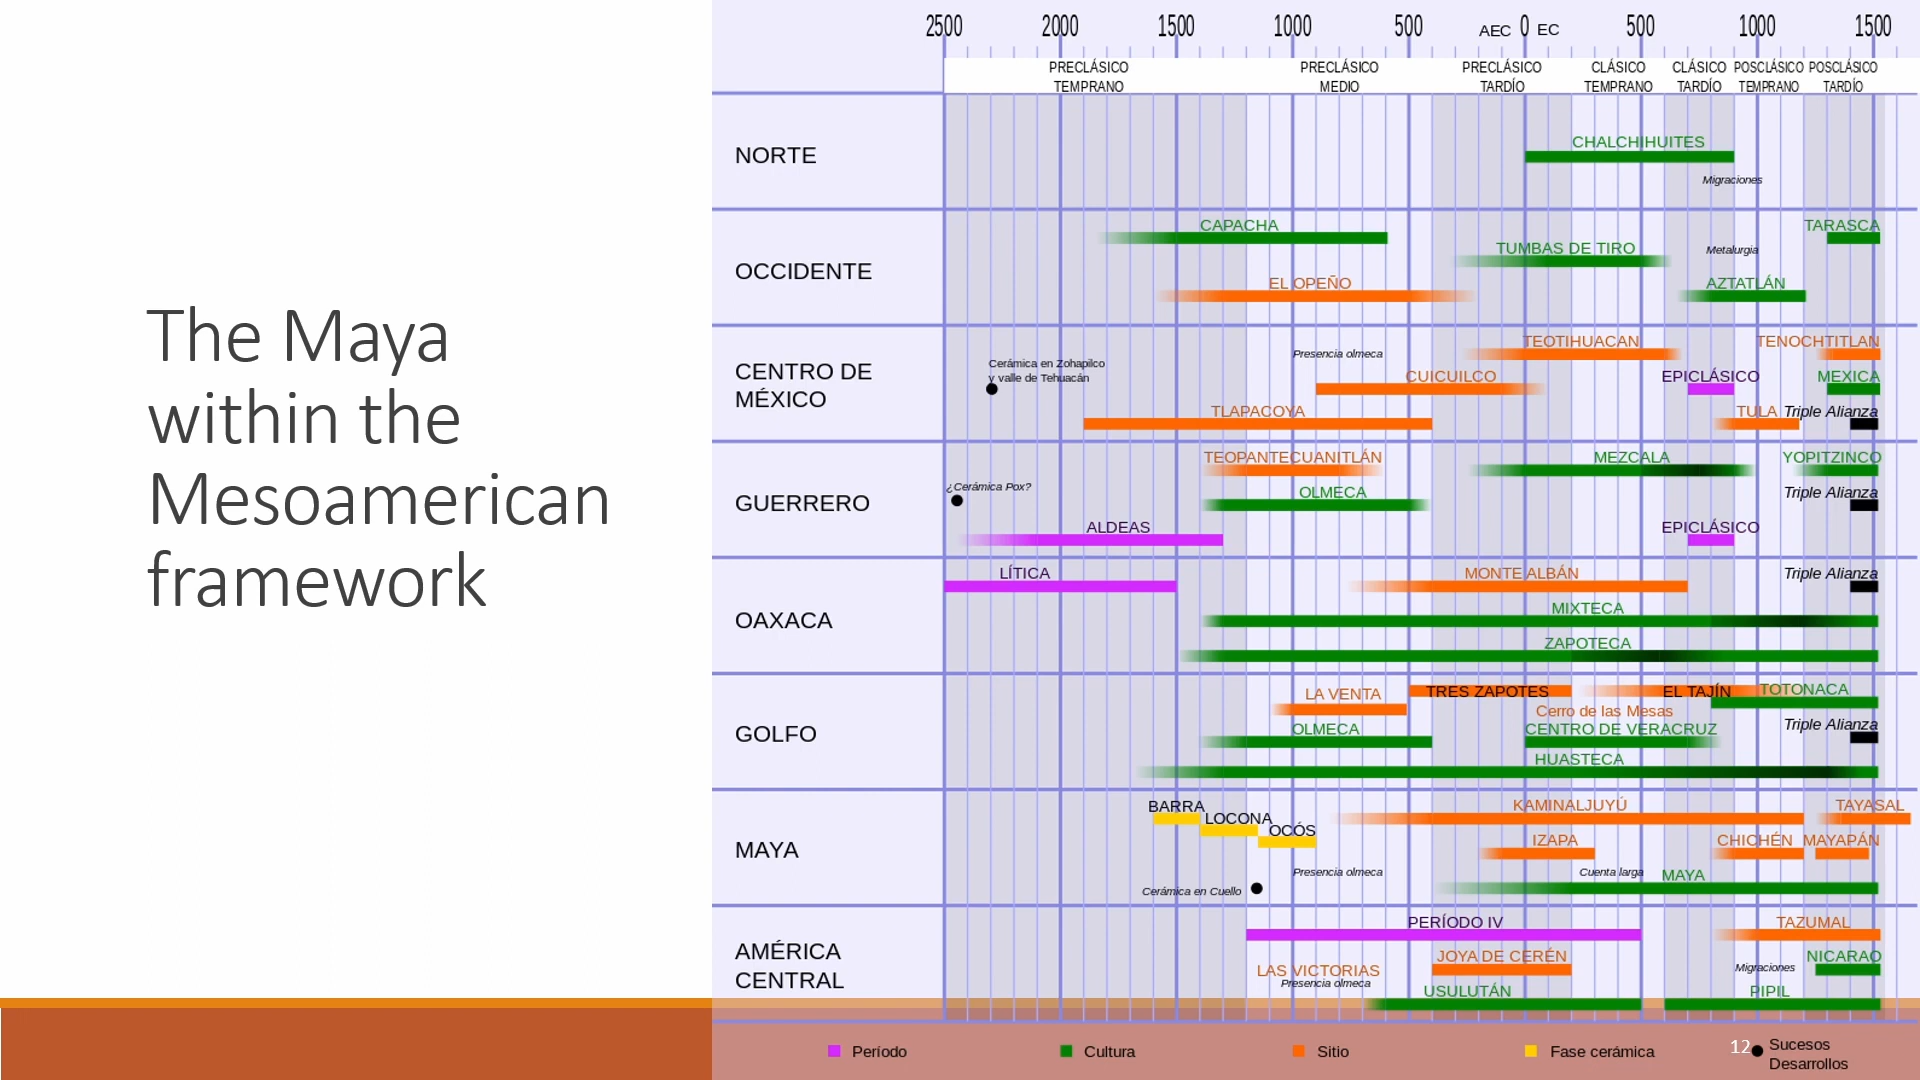 The Maya
within the
Mesoamerican
framework
2500 2000 1500 1000 500 AEC 0 EC 500 1000 1500
PRECLÁSICO TEMPRANO
PRECLÁSICO MEDIO
PRECLÁSICO TARDÍO
CLÁSICO TEMPRANO
CLÁSICO TARDÍO
POSCLÁSICO TEMPRANO
POSCLÁSICO TARDÍO
NORTE
CHALCHIHUITES
Migraciones
OCCIDENTE
CAPACHA
TARASCA
TUMBAS DE TIRO
Metalurgia
EL OPEÑO
AZTATLÁN
CENTRO DE
MÉXICO
TEOTIHUACAN
TENOCHTITLAN
Presencia olmeca
Cerámica en Zohapilco
y valle de Tehuacán
CUICUILCO
EPICLÁSICO
MEXICA
TLAPACOYA
TULA
Triple Alianza
GUERRERO
TEOPANTECUANITLÁN
MEZCALA
YOPITZINCO
¿Cerámica Pox?
OLMECA
Triple Alianza
ALDEAS
EPICLÁSICO
OAXACA
LÍTICA
MONTE ALBÁN
Triple Alianza
MIXTECA
ZAPOTECA
GOLFO
LA VENTA
TRES ZAPOTES
EL TAJÍN
TOTONACA
Cerro de las Mesas
OLMECA
CENTRO DE VERACRUZ
Triple Alianza
HUASTECA
MAYA
BARRA
LOCONA
OCÓS
KAMINALJUYÚ
TAYASAL
IZAPA
CHICHÉN
MAYAPÁN
Presencia olmeca
Cuenta larga
MAYA
Cerámica en Cuello
AMÉRICA
CENTRAL
PERÍODO IV
TAZUMAL
JOYA DE CERÉN
NICARAO
LAS VICTORIAS
Presencia olmeca
Migraciones
USULUTÁN
PIPIL
Período
Cultura
Sitio
Fase cerámica
12
Sucesos
Desarrollos